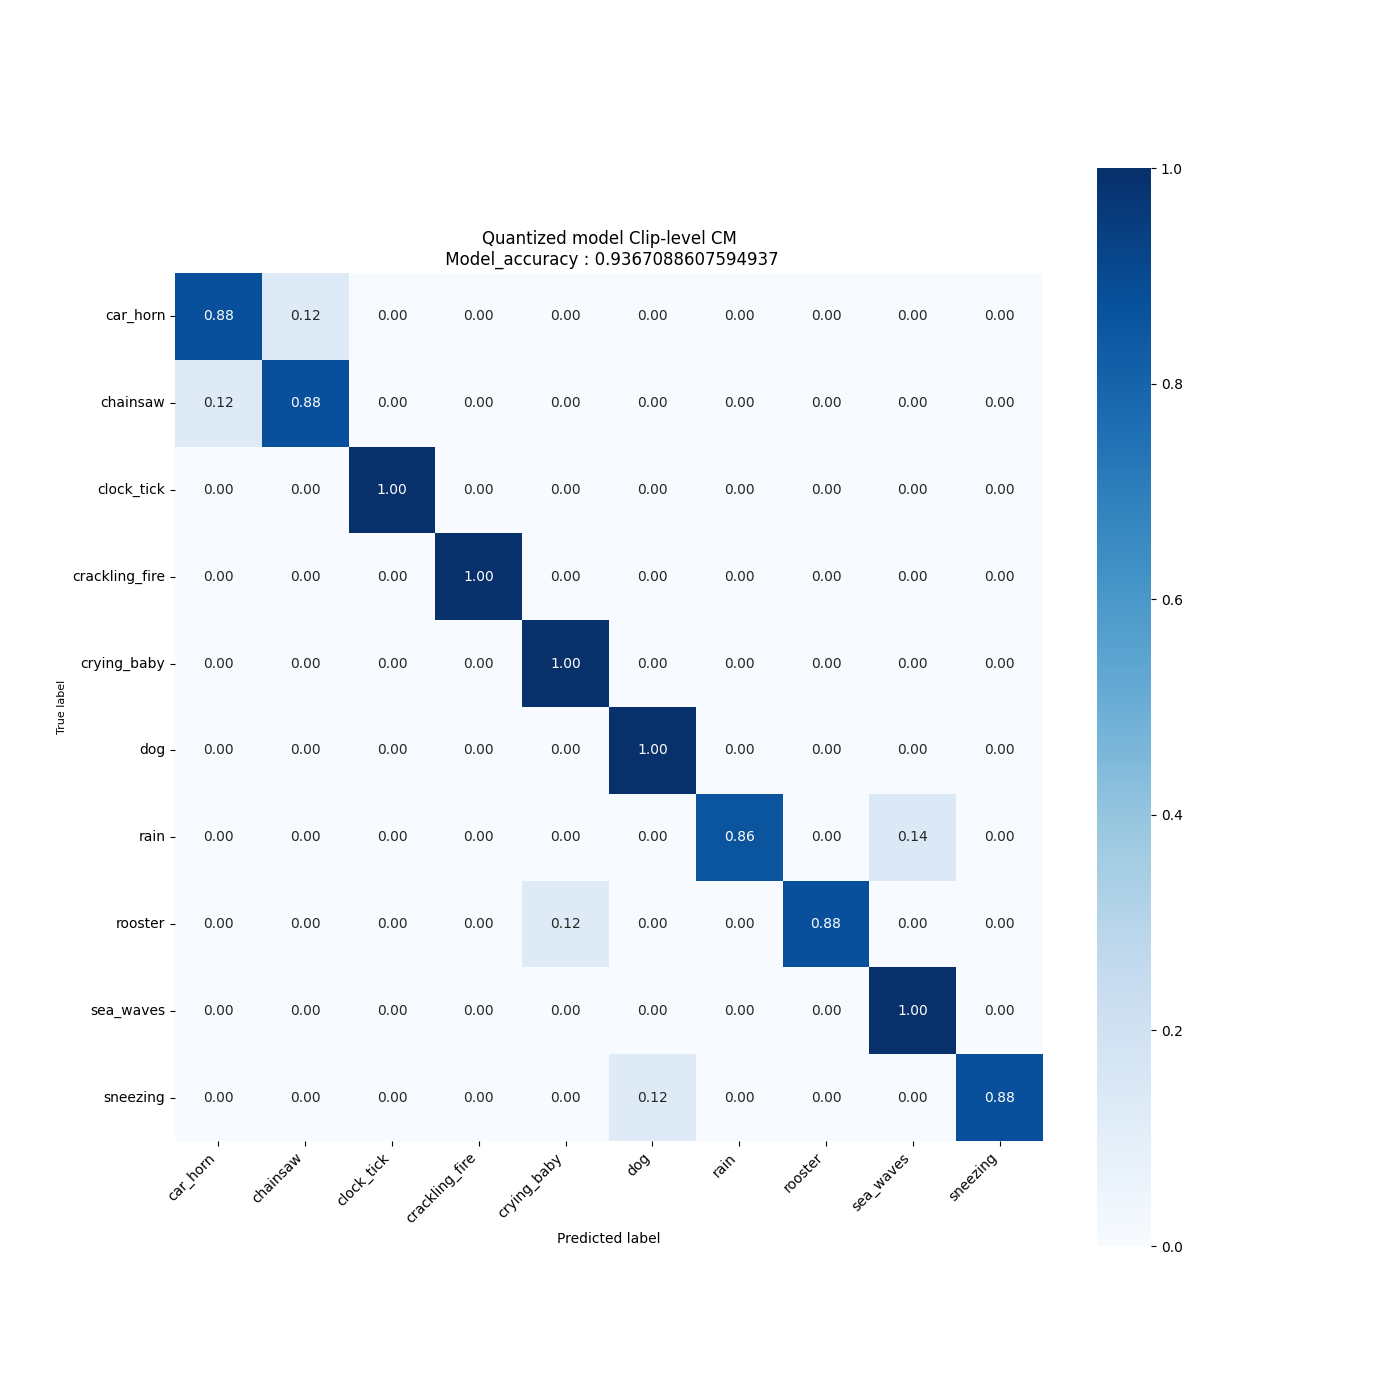 Quantized model Clip-level CM
Model_accuracy : 0.9367088607594937
True label
car_horn 0.88 0.12 0.00 0.00 0.00 0.00 0.00 0.00 0.00 0.00
chainsaw 0.12 0.88 0.00 0.00 0.00 0.00 0.00 0.00 0.00 0.00
clock_tick 0.00 0.00 1.00 0.00 0.00 0.00 0.00 0.00 0.00 0.00
crackling_fire 0.00 0.00 0.00 1.00 0.00 0.00 0.00 0.00 0.00 0.00
crying_baby 0.00 0.00 0.00 0.00 1.00 0.00 0.00 0.00 0.00 0.00
dog 0.00 0.00 0.00 0.00 0.00 1.00 0.00 0.00 0.00 0.00
rain 0.00 0.00 0.00 0.00 0.00 0.00 0.86 0.00 0.14 0.00
rooster 0.00 0.00 0.00 0.00 0.12 0.00 0.00 0.88 0.00 0.00
sea_waves 0.00 0.00 0.00 0.00 0.00 0.00 0.00 0.00 1.00 0.00
sneezing 0.00 0.00 0.00 0.00 0.00 0.12 0.00 0.00 0.00 0.88
car_horn chainsaw clock_tick crackling_fire crying_baby dog rain rooster sea_waves sneezing
Predicted label
1.0
0.8
0.6
0.4
0.2
0.0